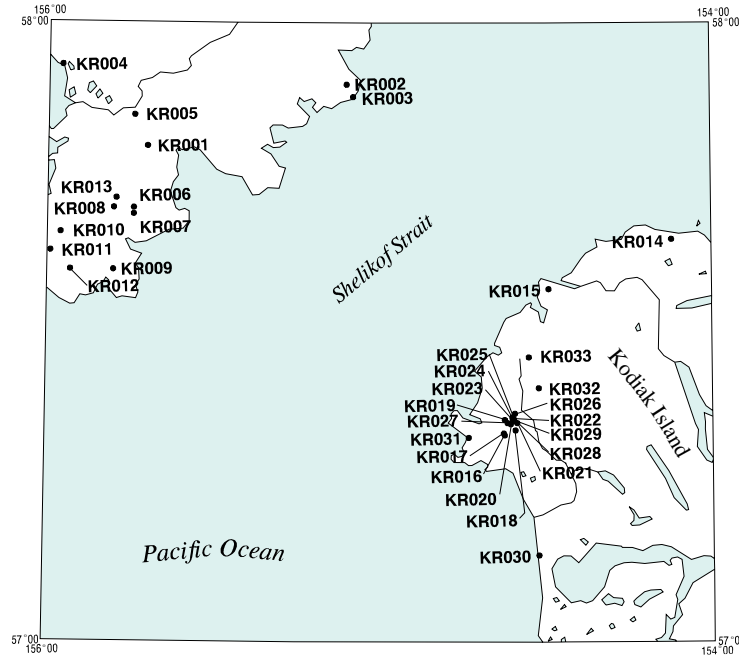 156°00'
58°00'
154°00'
58°00'
KR004
KR002
KR003
KR005
KR001
KR013
KR006
KR008
KR007
KR010
KR011
KR009
KR012
Shelikof Strait
KR014
KR015
KR025
KR033
KR024
KR023
KR032
KR019
KR026
KR027
KR022
KR029
KR031
KR028
KR017
KR016
KR021
KR020
KR018
Kodiak Island
Pacific Ocean
KR030
57°00'
156°00'
57°0
154°00'